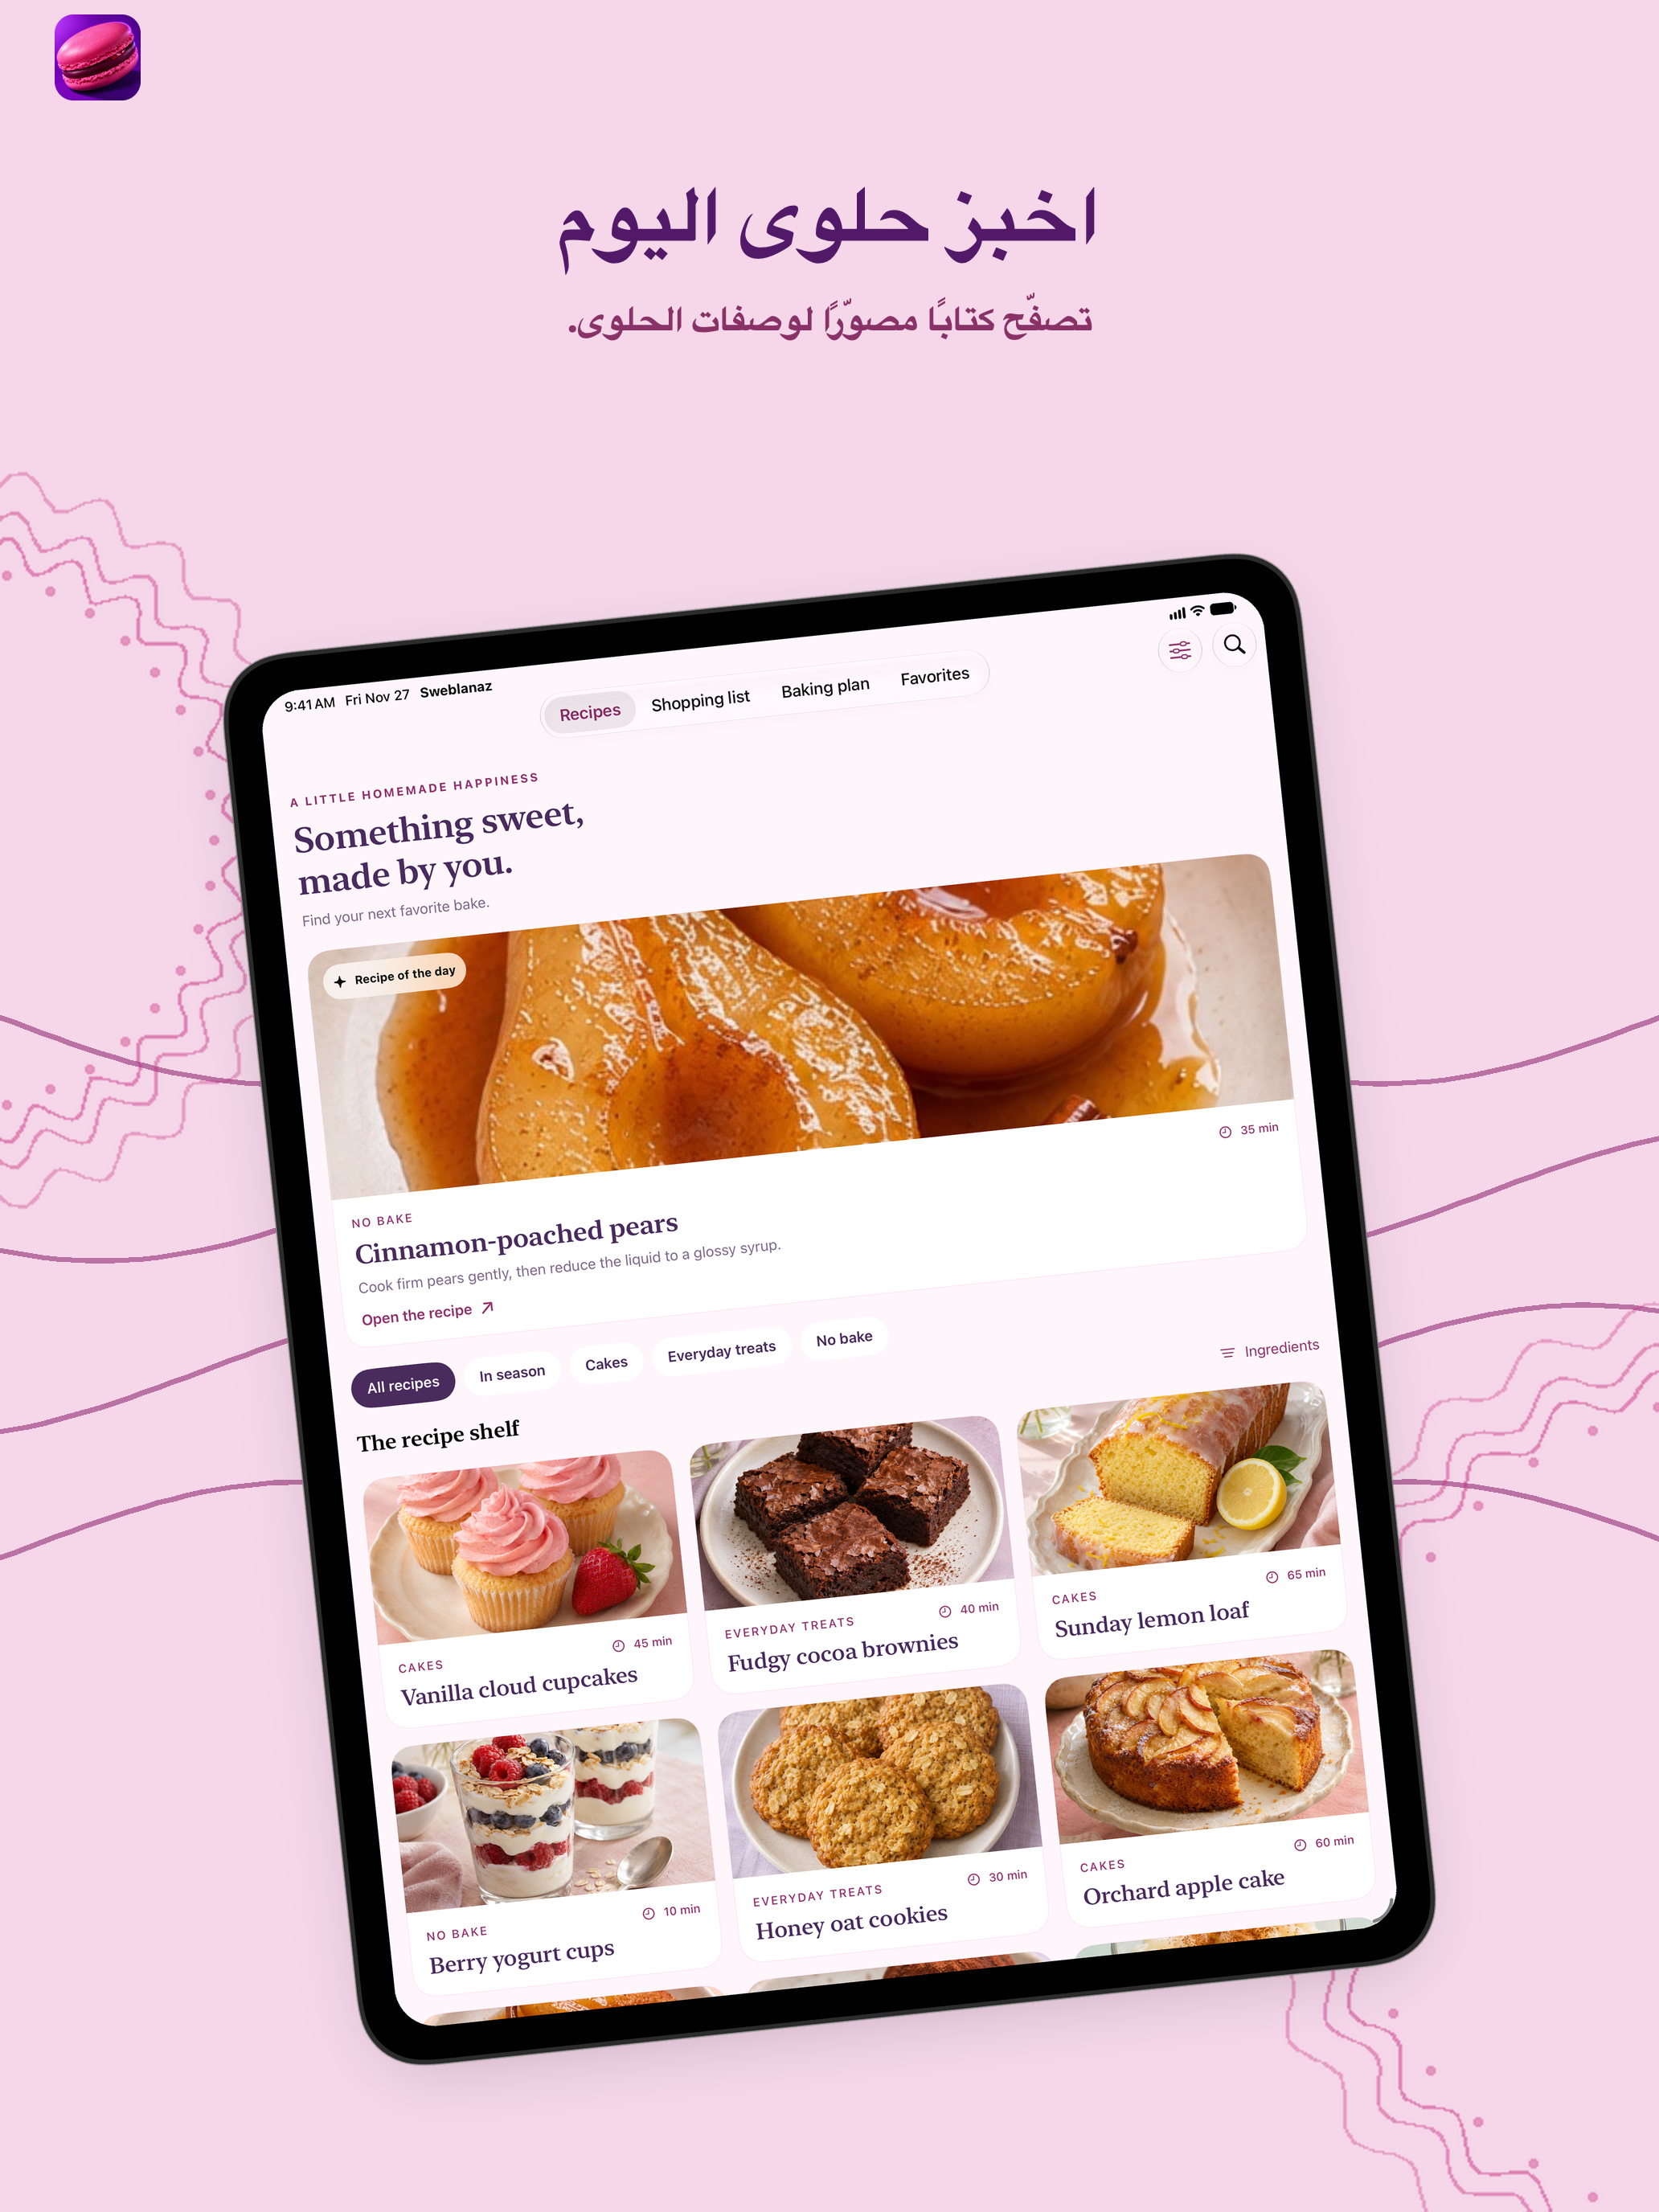 اخبز حلوى اليوم
تصفّح كتابًا مصوّرًا لوصفات الحلوى.
9:41 AM Fri Nov 27 Sweblanaz
Recipes Shopping list Baking plan Favorites
A LITTLE HOMEMADE HAPPINESS
Something sweet,
made by you.
Find your next favorite bake.
Recipe of the day
35 min
NO BAKE
Cinnamon-poached pears
Cook firm pears gently, then reduce the liquid to a glossy syrup.
Open the recipe
All recipes In season Cakes Everyday treats No bake
Ingredients
The recipe shelf
CAKES 45 min
Vanilla cloud cupcakes
EVERYDAY TREATS 40 min
Fudgy cocoa brownies
CAKES 65 min
Sunday lemon loaf
NO BAKE 10 min
Berry yogurt cups
EVERYDAY TREATS 30 min
Honey oat cookies
CAKES 60 min
Orchard apple cake